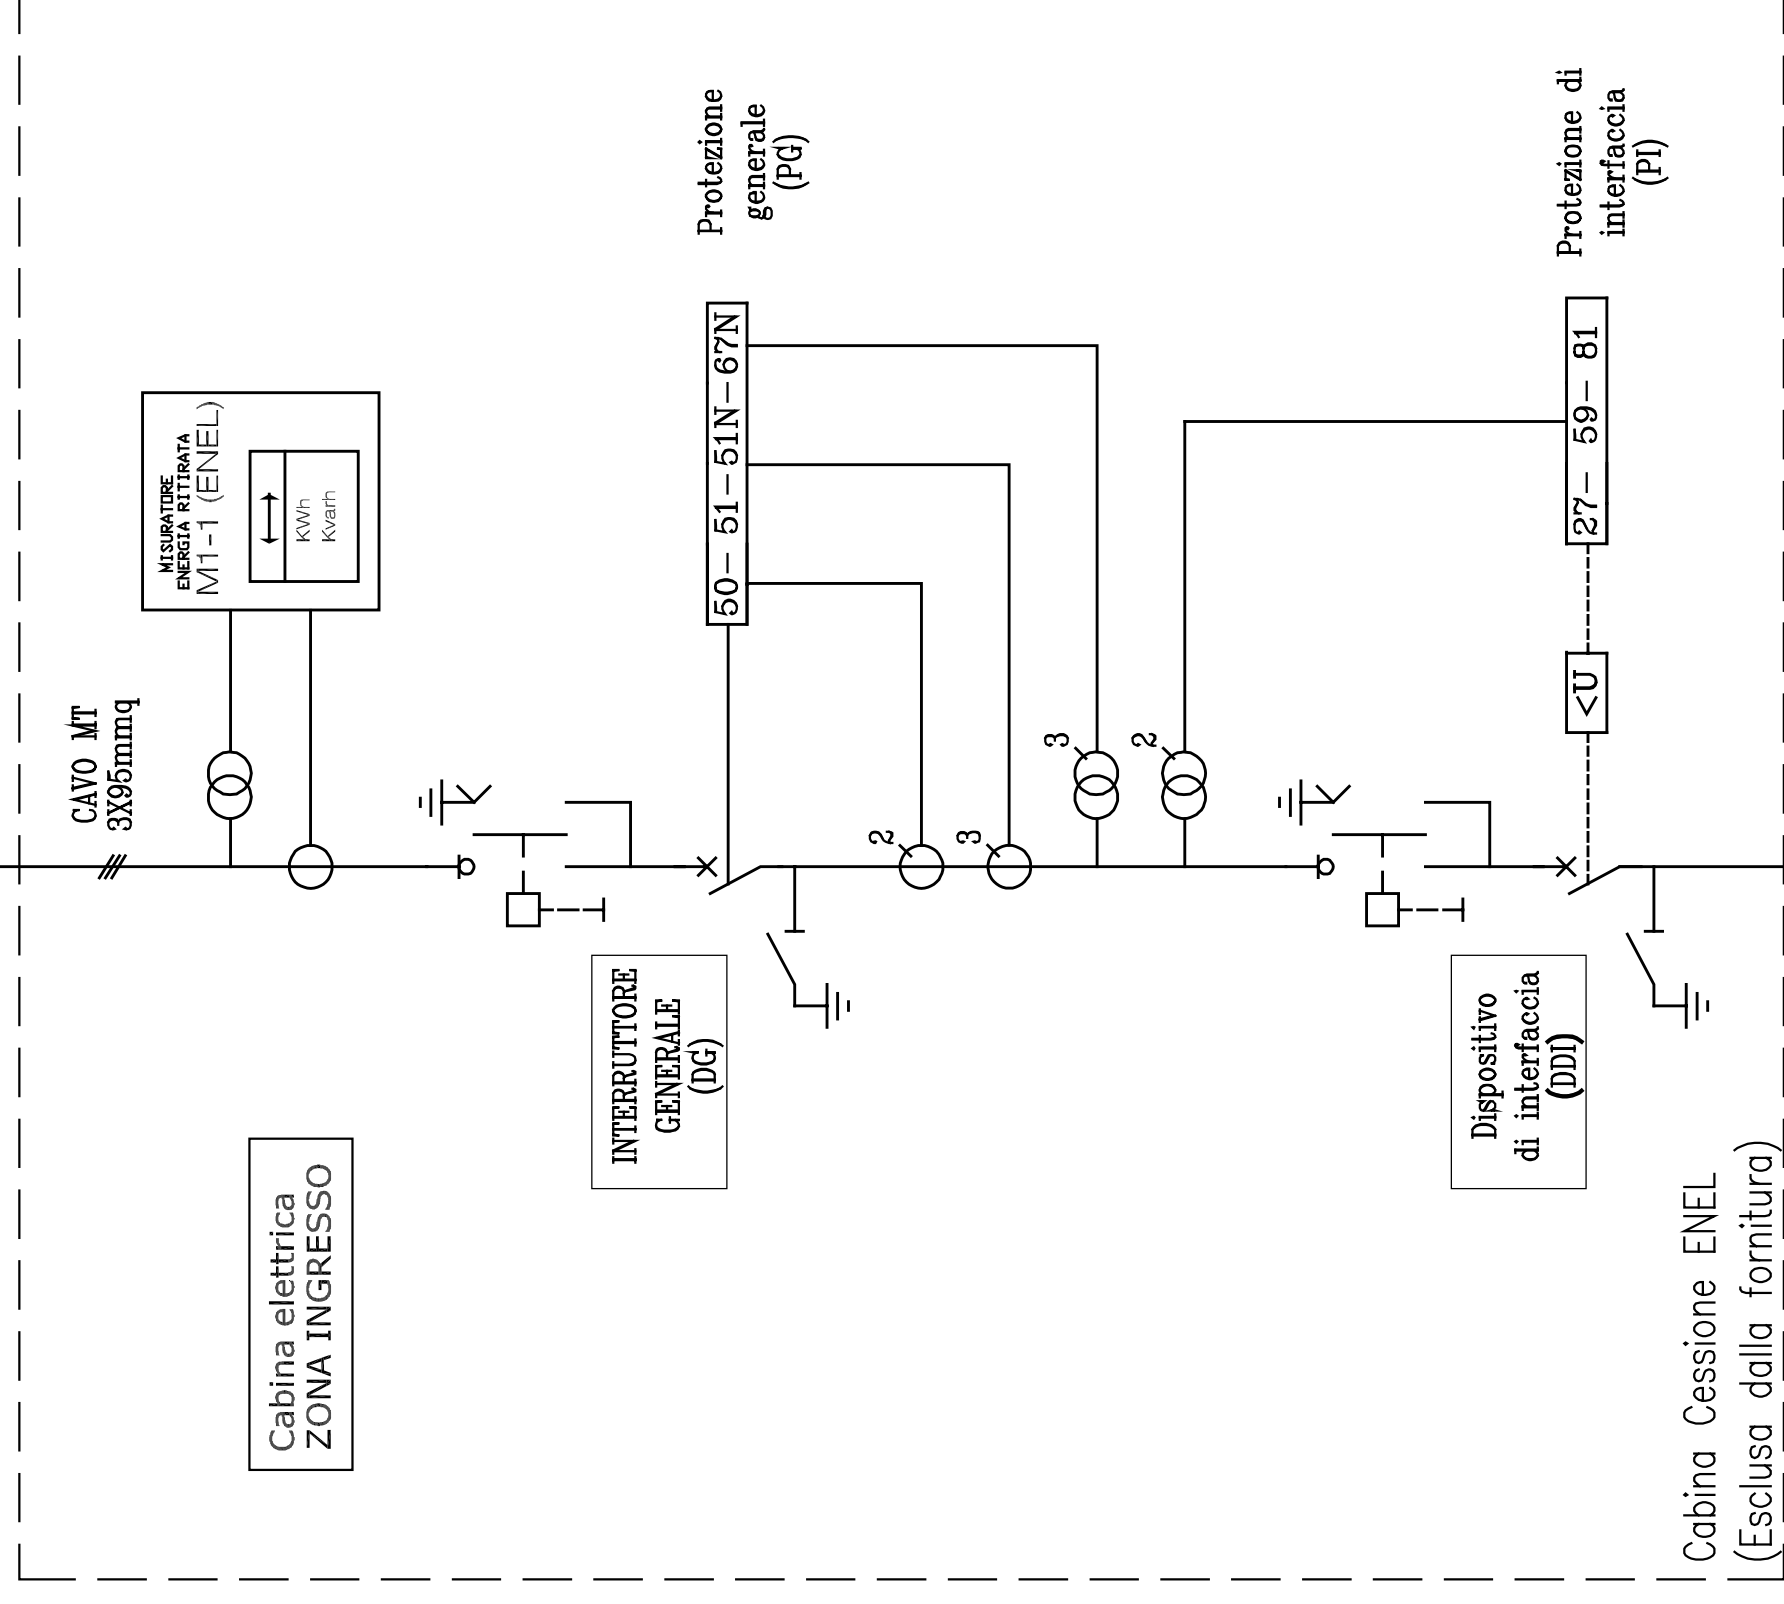 CAVO MT
3X95mmq
MISURATORE
ENERGIA RITIRATA
M1-1 (ENEL)
KWh
Kvarh
Protezione
generale
(PG)
50- 51-51N-67N
2
3
3
2
Protezione di
interfaccia
(PI)
27- 59- 81
<U
INTERRUTTORE
GENERALE
(DG)
Dispositivo
di interfaccia
(DDI)
Cabina elettrica
ZONA INGRESSO
Cabina Cessione ENEL
(Esclusa dalla fornitura)